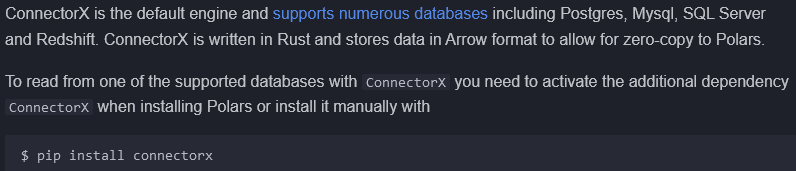 ConnectorX is the default engine and supports numerous databases including Postgres, Mysql, SQL Server
and Redshift. ConnectorX is written in Rust and stores data in Arrow format to allow for zero-copy to Polars.
To read from one of the supported databases with ConnectorX you need to activate the additional dependency
ConnectorX when installing Polars or install it manually with
$ pip install connectorx